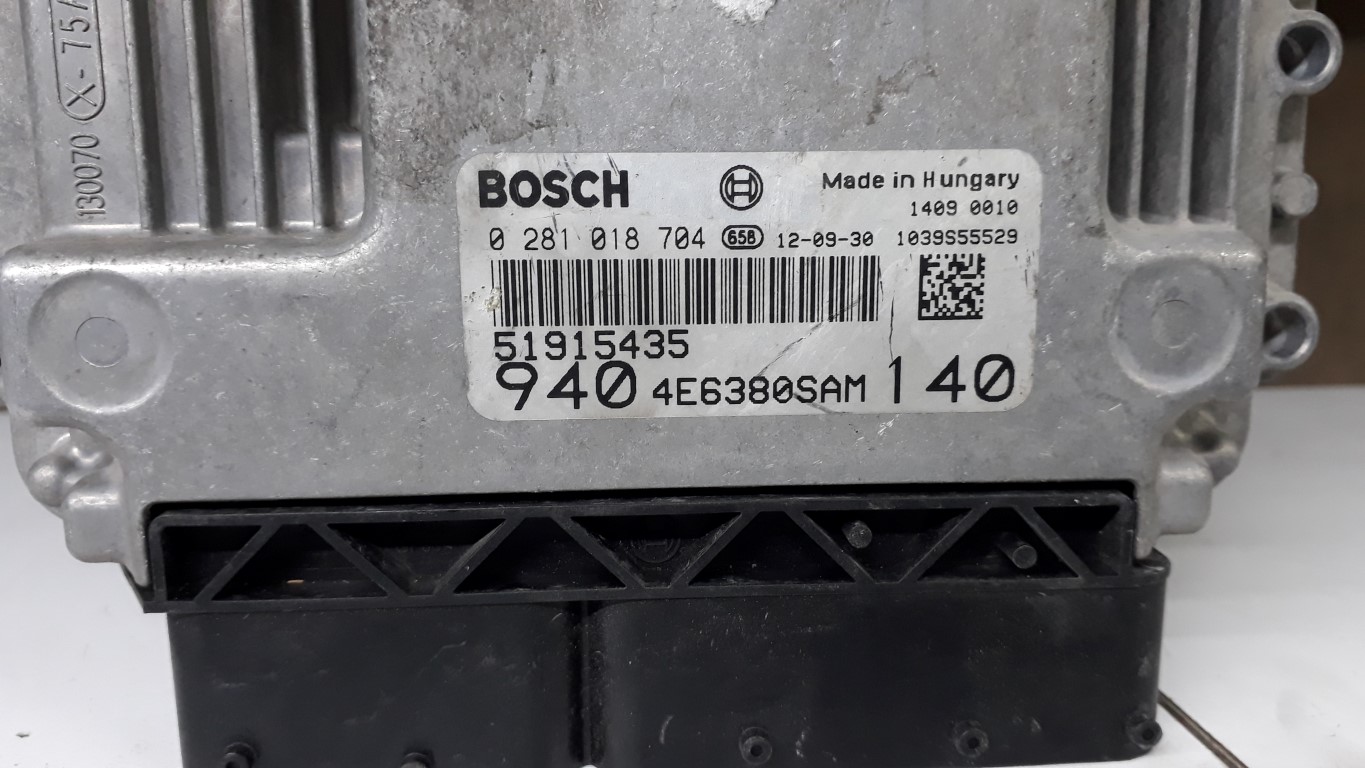 130070 X-75/
BOSCH Made in Hungary
1409 0010
0 281 018 704 658 12-09-30 1039S55529
51915435
940 4E6380SAM 140